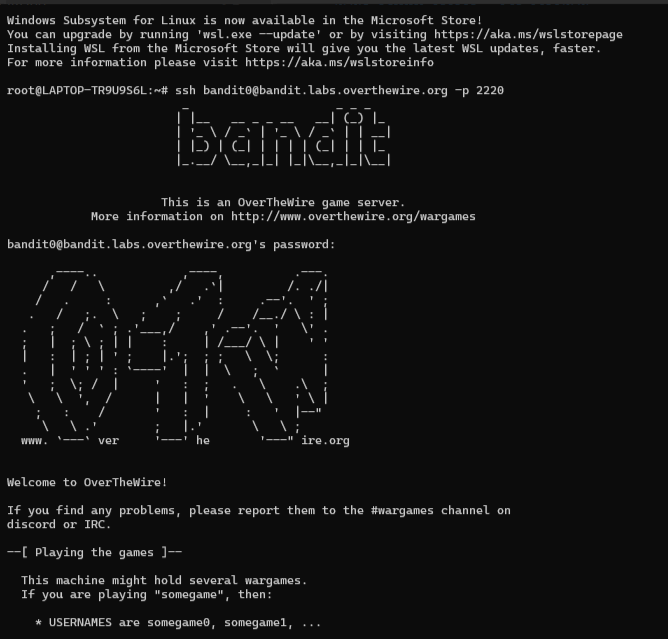 Windows Subsystem for Linux is now available in the Microsoft Store!
You can upgrade by running 'wsl.exe --update' or by visiting https://aka.ms/wslstorepage
Installing WSL from the Microsoft Store will give you the latest WSL updates, faster.
For more information please visit https://aka.ms/wslstoreinfo
root@LAPTOP-TR9U9S6L:~# ssh bandit0@bandit.labs.overthewire.org -p 2220
bandit
This is an OverTheWire game server.
More information on http://www.overthewire.org/wargames
bandit0@bandit.labs.overthewire.org's password:
OTW
www. ver he ire.org
Welcome to OverTheWire!
If you find any problems, please report them to the #wargames channel on
discord or IRC.
--[ Playing the games ]--
This machine might hold several wargames.
If you are playing "somegame", then:
* USERNAMES are somegame0, somegame1, ...